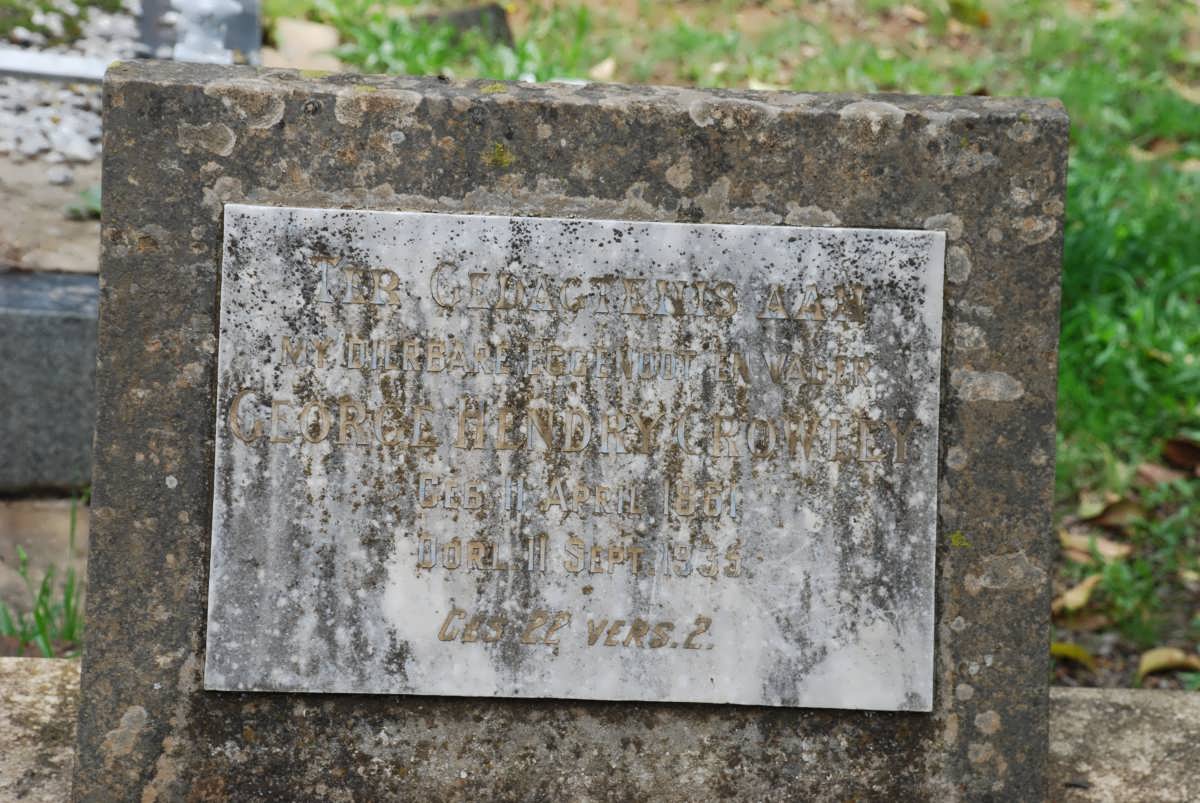 TER GEDAGTENIS AAN
MY DIERBARE EGGENOOT EN VADER
GEORGE HENDRY CROWLEY
GEB. 11 APRIL 1861
OORL. 11 SEPT. 1935
GES. 22 VERS. 2.